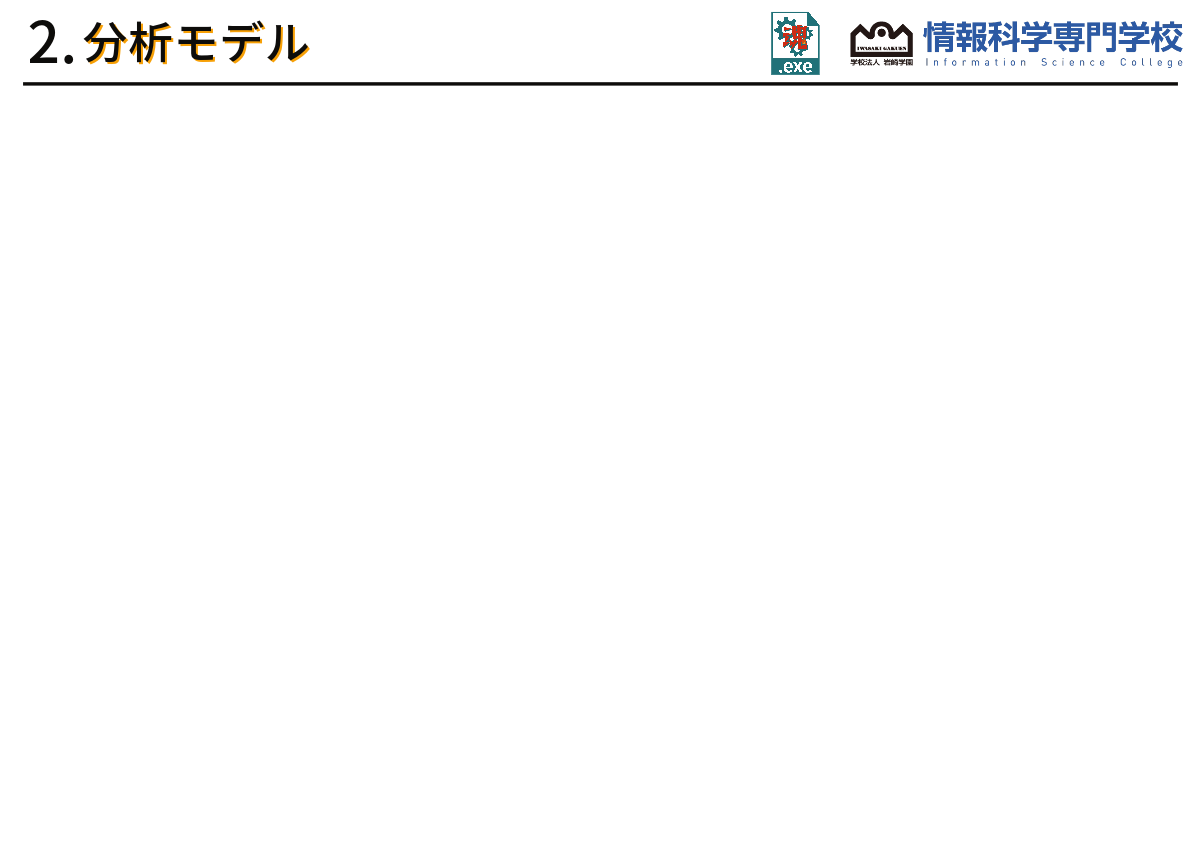 2. 分析モデル
魂
.exe
IWASAKI GAKUEN
学校法人 岩崎学園
情報科学専門学校
Information Science College